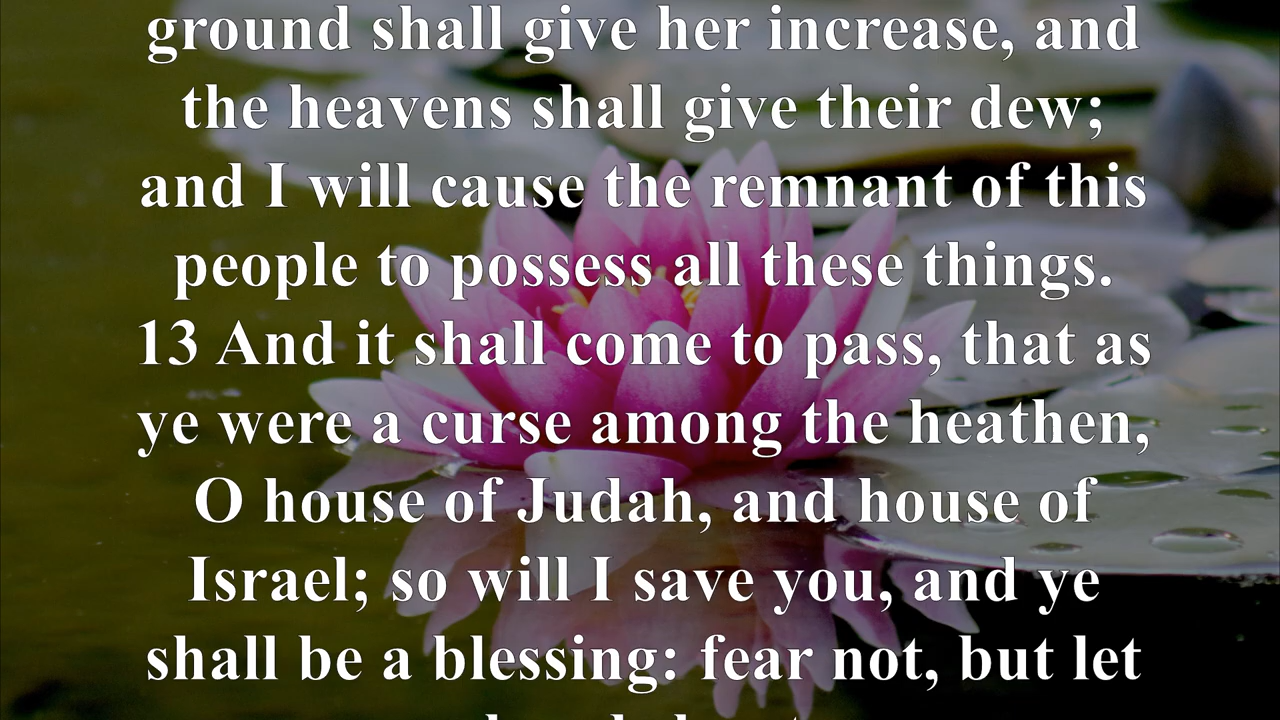 ground shall give her increase, and
the heavens shall give their dew;
and I will cause the remnant of this
people to possess all these things.
13 And it shall come to pass, that as
ye were a curse among the heathen,
O house of Judah, and house of
Israel; so will I save you, and ye
shall be a blessing: fear not, but let